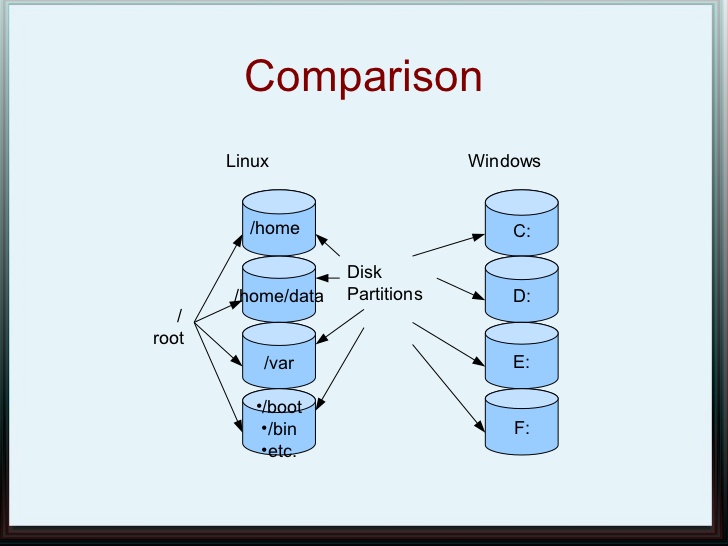 Comparison
Linux
Windows
/home
C:
Disk
Partitions
/home/data
D:
/
root
/var
E:
•/boot
•/bin
•etc.
F: